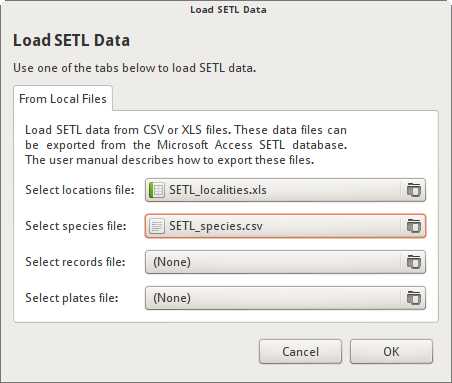 Load SETL Data
Load SETL Data
Use one of the tabs below to load SETL data.
From Local Files
Load SETL data from CSV or XLS files. These data files can
be exported from the Microsoft Access SETL database.
The user manual describes how to export these files.
Select locations file: SETL_localities.xls
Select species file: SETL_species.csv
Select records file: (None)
Select plates file: (None)
Cancel OK